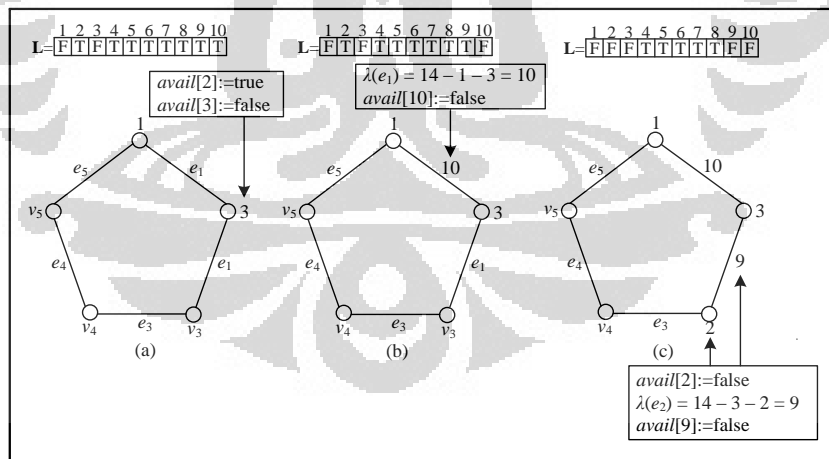 1 2 3 4 5 6 7 8 9 10
L= F T F T T T T T T T
avail[2]:=true
avail[3]:=false
1
e5
e1
v5
3
e4
e1
v4
e3
v3
(a)
1 2 3 4 5 6 7 8 9 10
L= F T F T T T T T T F
λ(e1) = 14 – 1 – 3 = 10
avail[10]:=false
1
e5
10
v5
3
e4
e1
v4
e3
v3
(b)
1 2 3 4 5 6 7 8 9 10
L= F F F T T T T T F F
1
e5
10
v5
3
e4
9
v4
e3
2
(c)
avail[2]:=false
λ(e2) = 14 – 3 – 2 = 9
avail[9]:=false